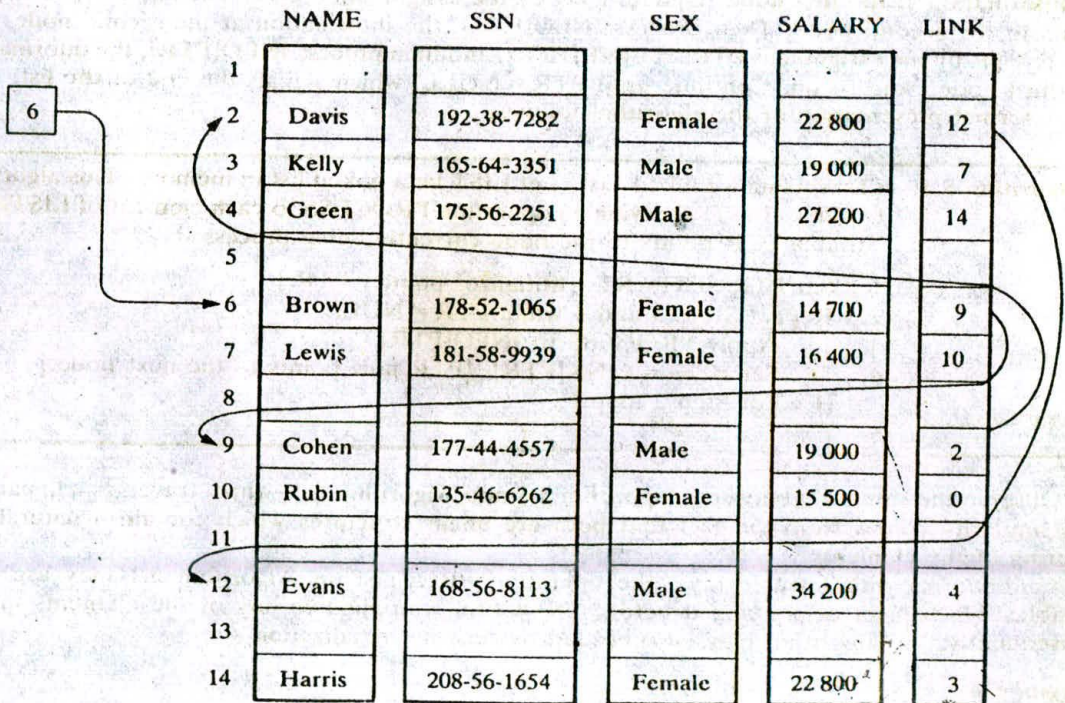 NAME SSN SEX SALARY LINK
1
6
2 Davis 192-38-7282 Female 22 800 12
3 Kelly 165-64-3351 Male 19 000 7
4 Green 175-56-2251 Male 27 200 14
5
6 Brown 178-52-1065 Female 14 700 9
7 Lewis 181-58-9939 Female 16 400 10
8
9 Cohen 177-44-4557 Male 19 000 2
10 Rubin 135-46-6262 Female 15 500 0
11
12 Evans 168-56-8113 Male 34 200 4
13
14 Harris 208-56-1654 Female 22 800 3